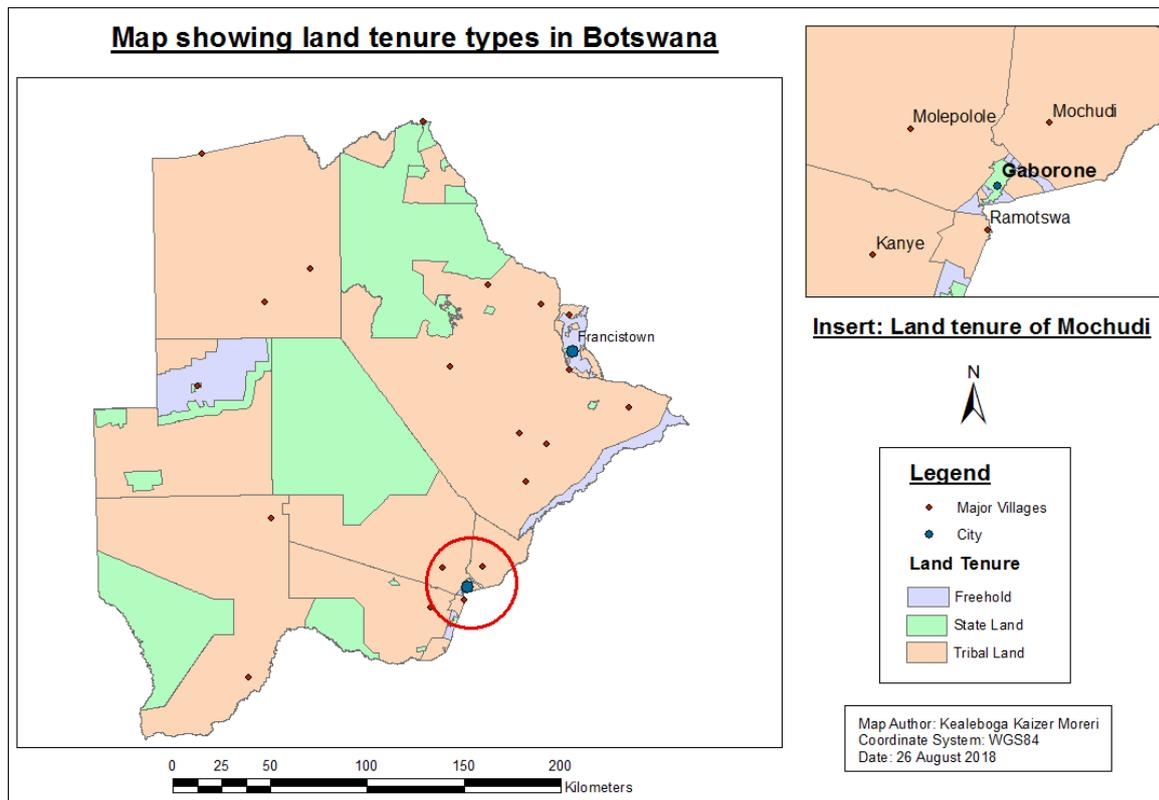 Map showing land tenure types in Botswana
Molepolole
Mochudi
Gaborone
Ramotswa
Kanye
Insert: Land tenure of Mochudi
Francistown
N
Legend
Major Villages
City
Land Tenure
Freehold
State Land
Tribal Land
Map Author: Kealeboga Kaizer Moreri
Coordinate System: WGS84
Date: 26 August 2018
0 25 50 100 150 200
Kilometers